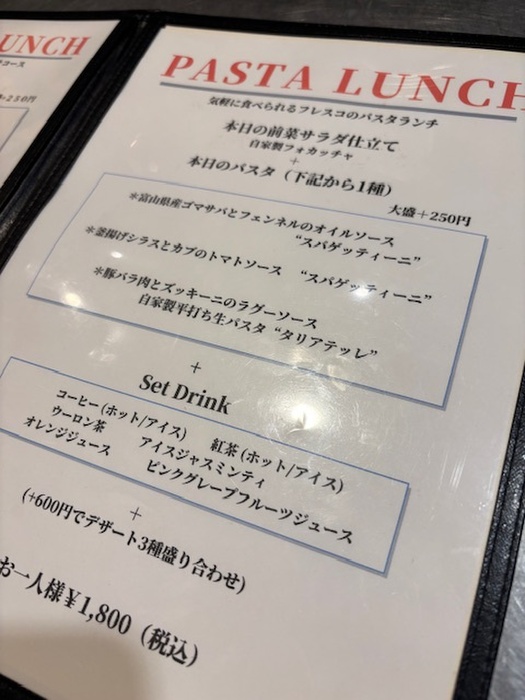 UNCH
コース
+250円
PASTA LUNCH
気軽に食べられるフレスコのパスタランチ
本日の前菜サラダ仕立て
自家製フォカッチャ
+
本日のパスタ（下記から1種）
大盛＋250円
＊富山県産ゴマサバとフェンネルのオイルソース
“スパゲッティーニ”
＊釜揚げシラスとカブのトマトソース “スパゲッティーニ”
＊豚バラ肉とズッキーニのラグーソース
自家製平打ち生パスタ“タリアテッレ”
+
Set Drink
コーヒー(ホット/アイス) 紅茶(ホット/アイス)
ウーロン茶 アイスジャスミンティ
オレンジジュース ピンクグレープフルーツジュース
+
(+600円でデザート3種盛り合わせ)
お一人様¥1,800（税込）